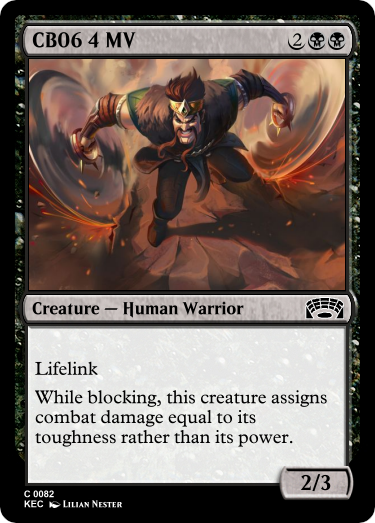 CB06 4 MV 2
Creature — Human Warrior
Lifelink
While blocking, this creature assigns
combat damage equal to its
toughness rather than its power.
2/3
C 0082
KEC Lilian Nester